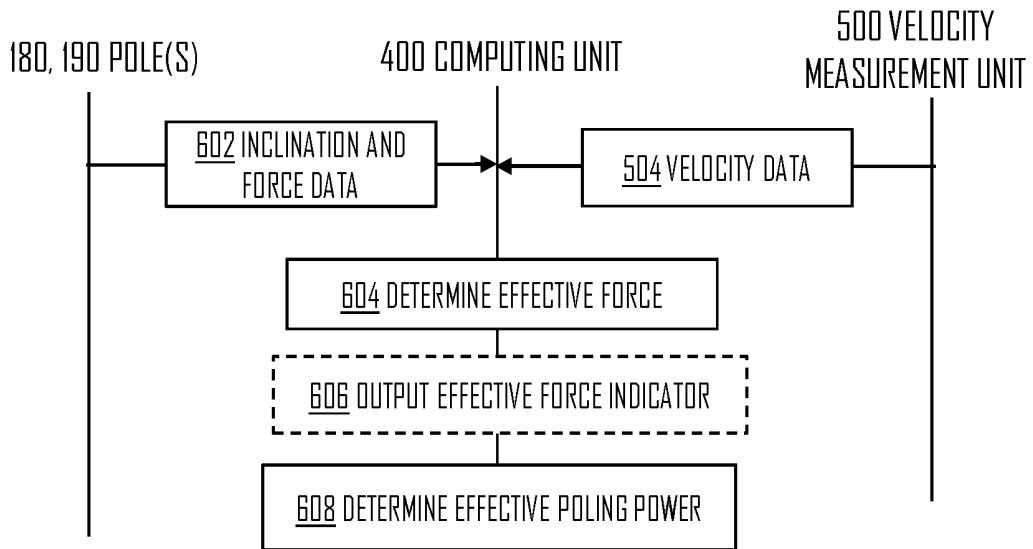 180, 190 POLE(S)
400 COMPUTING UNIT
500 VELOCITY
MEASUREMENT UNIT
602 INCLINATION AND
FORCE DATA
504 VELOCITY DATA
604 DETERMINE EFFECTIVE FORCE
606 OUTPUT EFFECTIVE FORCE INDICATOR
608 DETERMINE EFFECTIVE POLING POWER